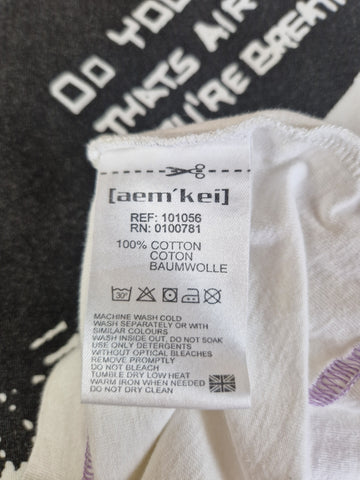 DO YOU
THATS AIR
YOU'RE BREATH
[aem'kei]
REF: 101056
RN: 0100781
100% COTTON
COTON
BAUMWOLLE
30°
MACHINE WASH COLD
WASH SEPARATELY OR WITH
SIMILAR COLOURS
WASH INSIDE OUT, DO NOT SOAK
USE ONLY DETERGENTS
WITHOUT OPTICAL BLEACHES
REMOVE PROMPTLY
DO NOT BLEACH
TUMBLE DRY LOW HEAT
WARM IRON WHEN NEEDED
DO NOT DRY CLEAN